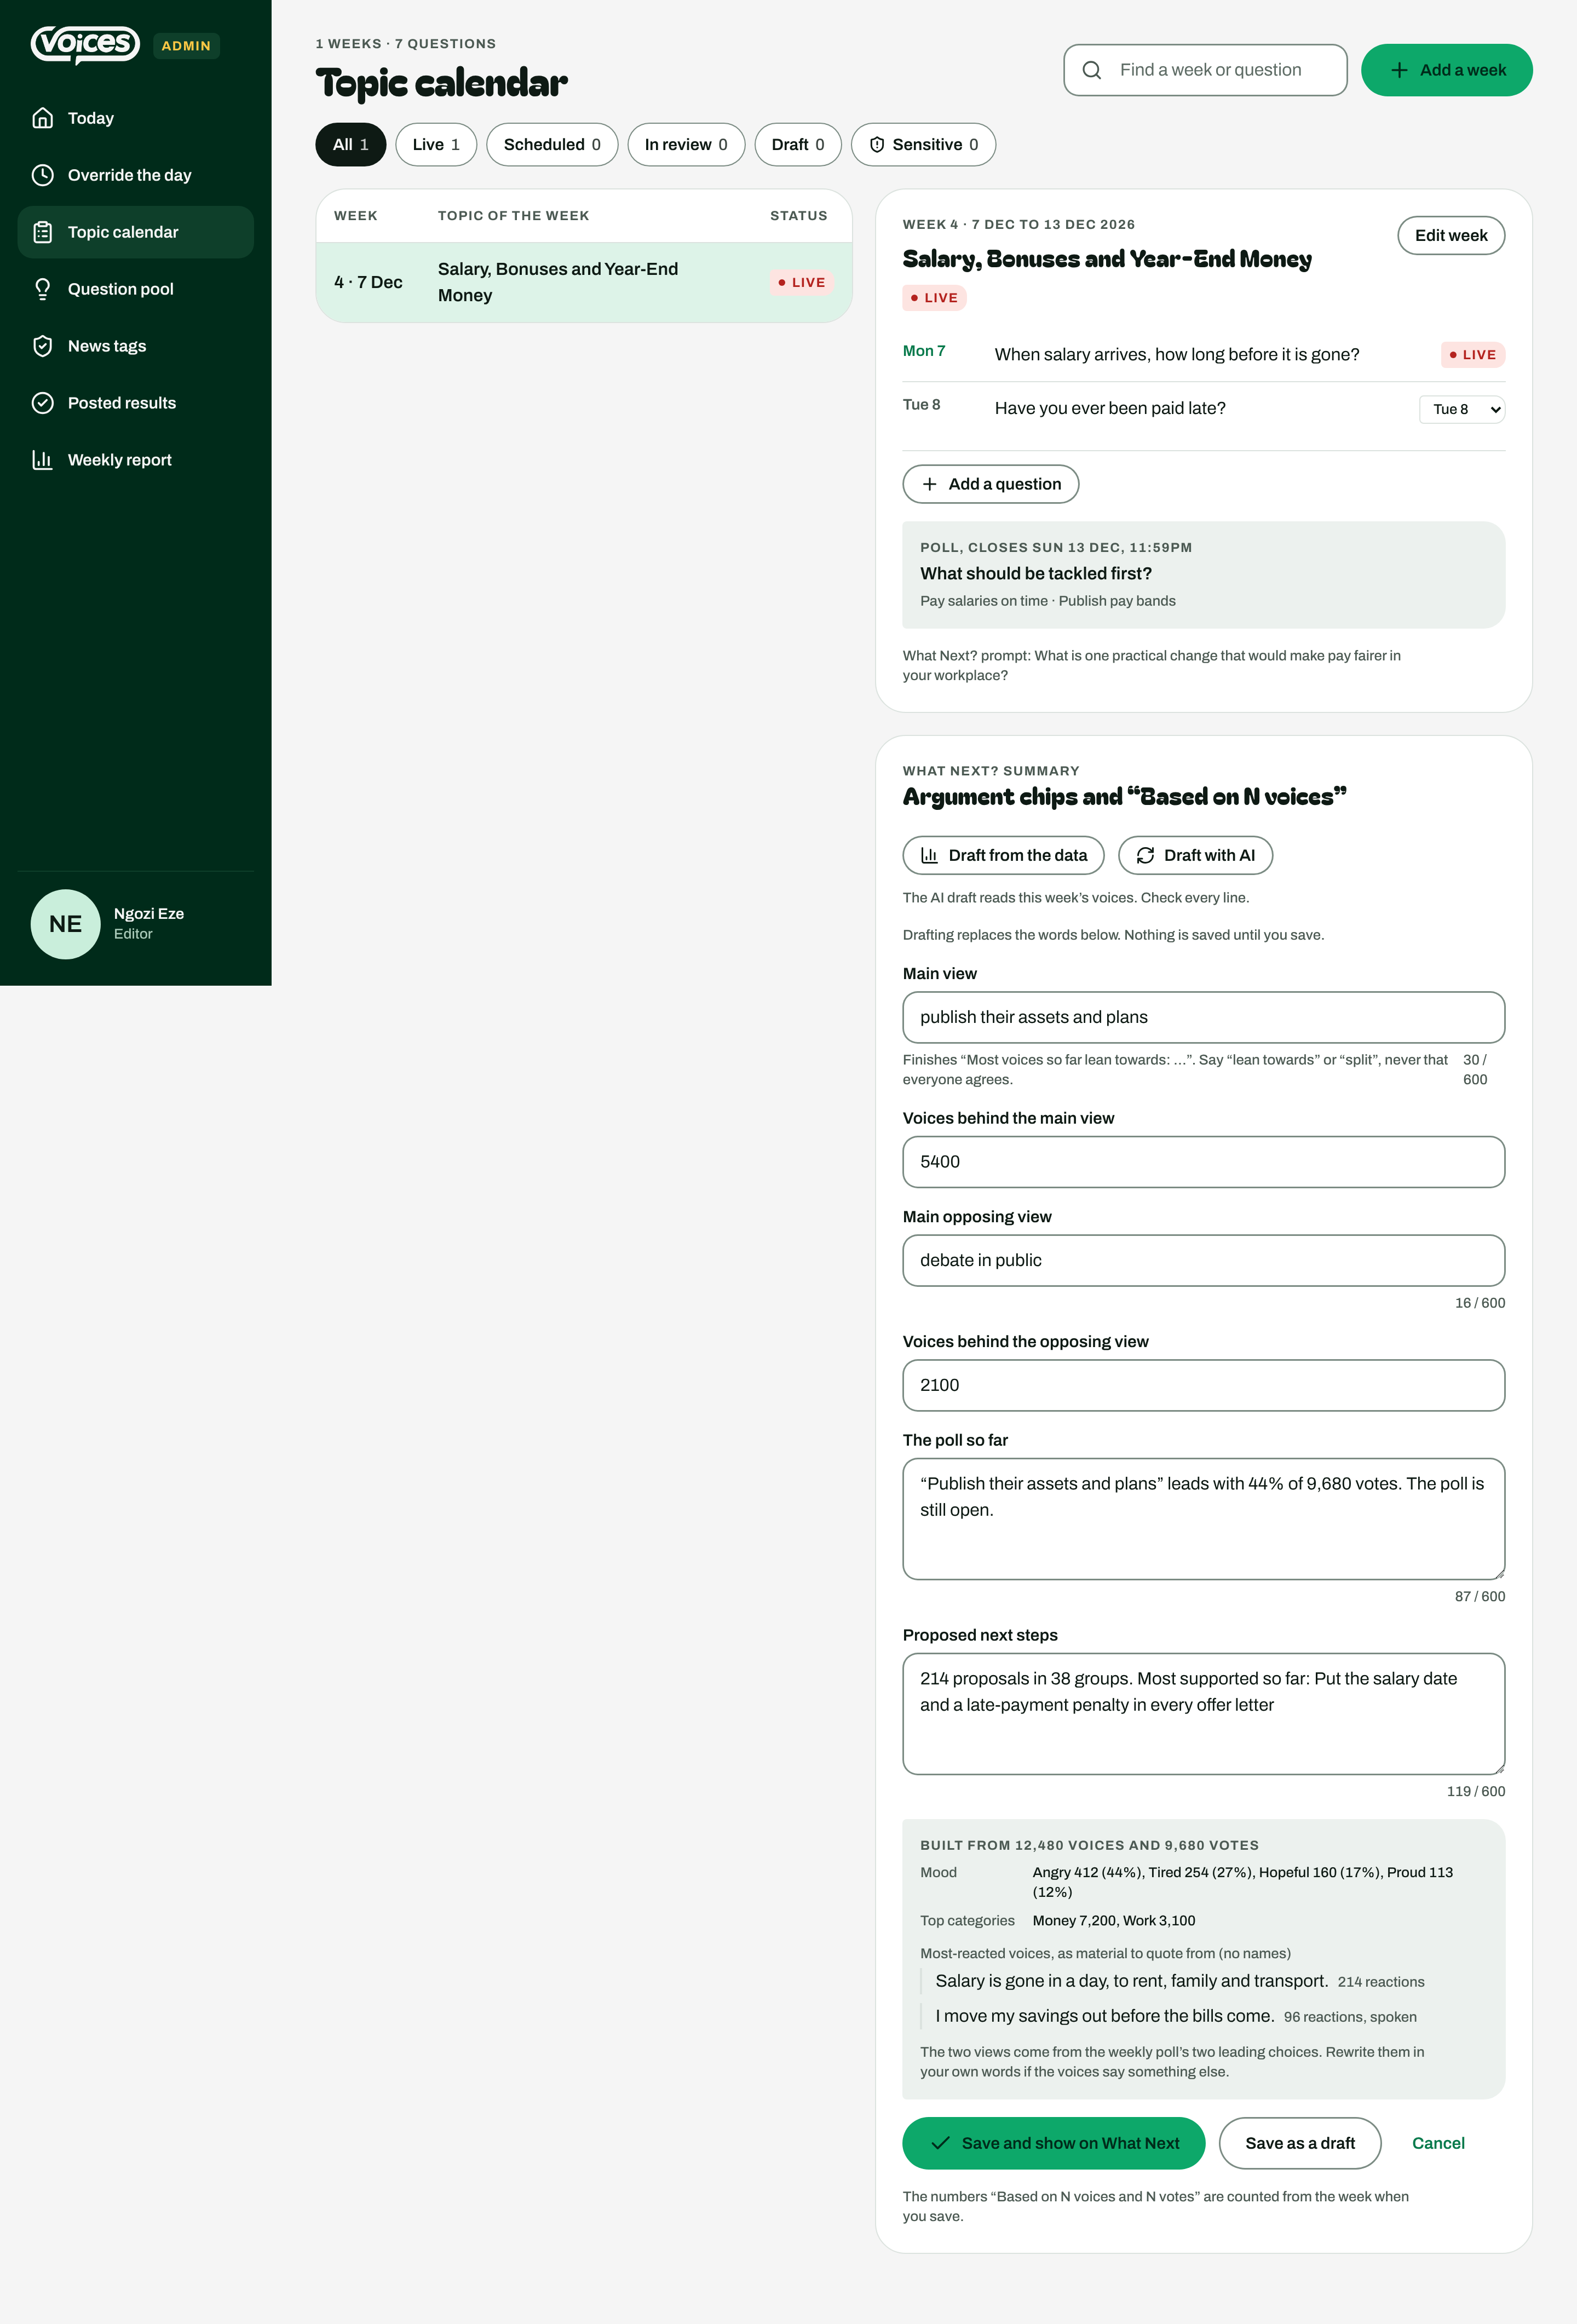 Voices
ADMIN
Today
Override the day
Topic calendar
Question pool
News tags
Posted results
Weekly report
NE
Ngozi Eze
Editor
1 WEEKS · 7 QUESTIONS
Topic calendar
Find a week or question
Add a week
All 1
Live 1
Scheduled 0
In review 0
Draft 0
Sensitive 0
WEEK
TOPIC OF THE WEEK
STATUS
4 · 7 Dec
Salary, Bonuses and Year-End
Money
LIVE
WEEK 4 · 7 DEC TO 13 DEC 2026
Salary, Bonuses and Year-End Money
LIVE
Edit week
Mon 7
When salary arrives, how long before it is gone?
LIVE
Tue 8
Have you ever been paid late?
Tue 8
Add a question
POLL, CLOSES SUN 13 DEC, 11:59PM
What should be tackled first?
Pay salaries on time · Publish pay bands
What Next? prompt: What is one practical change that would make pay fairer in
your workplace?
WHAT NEXT? SUMMARY
Argument chips and “Based on N voices”
Draft from the data
Draft with AI
The AI draft reads this week’s voices. Check every line.
Drafting replaces the words below. Nothing is saved until you save.
Main view
publish their assets and plans
Finishes “Most voices so far lean towards: …”. Say “lean towards” or “split”, never that
everyone agrees.
30 /
600
Voices behind the main view
5400
Main opposing view
debate in public
16 / 600
Voices behind the opposing view
2100
The poll so far
“Publish their assets and plans” leads with 44% of 9,680 votes. The poll is
still open.
87 / 600
Proposed next steps
214 proposals in 38 groups. Most supported so far: Put the salary date
and a late-payment penalty in every offer letter
119 / 600
BUILT FROM 12,480 VOICES AND 9,680 VOTES
Mood
Angry 412 (44%), Tired 254 (27%), Hopeful 160 (17%), Proud 113
(12%)
Top categories
Money 7,200, Work 3,100
Most-reacted voices, as material to quote from (no names)
Salary is gone in a day, to rent, family and transport. 214 reactions
I move my savings out before the bills come. 96 reactions, spoken
The two views come from the weekly poll’s two leading choices. Rewrite them in
your own words if the voices say something else.
Save and show on What Next
Save as a draft
Cancel
The numbers “Based on N voices and N votes” are counted from the week when
you save.